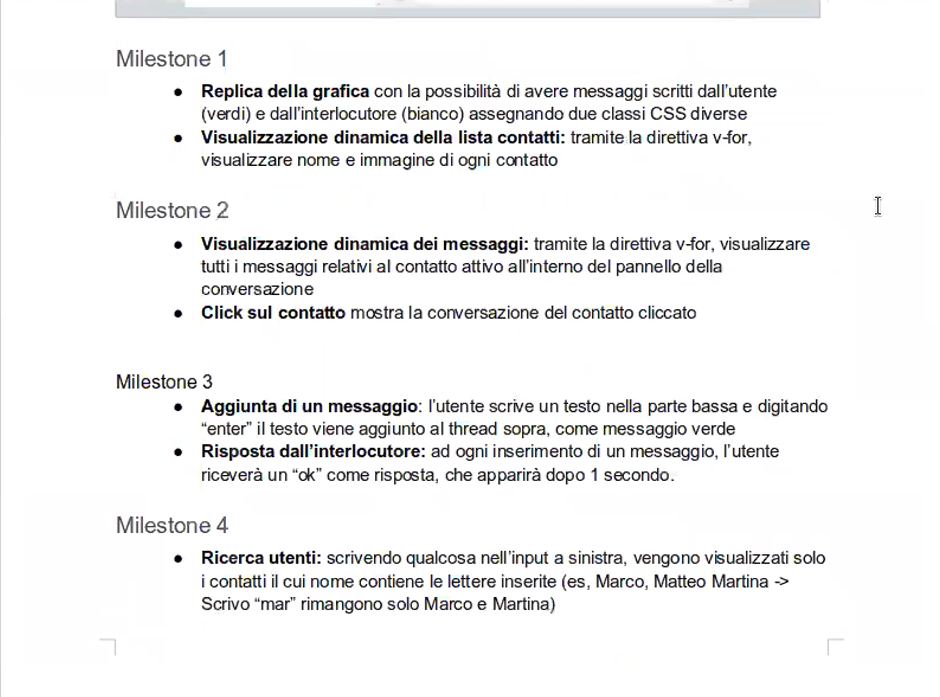 Milestone 1
● Replica della grafica con la possibilità di avere messaggi scritti dall'utente
(verdi) e dall'interlocutore (bianco) assegnando due classi CSS diverse
● Visualizzazione dinamica della lista contatti: tramite la direttiva v-for,
visualizzare nome e immagine di ogni contatto
Milestone 2
● Visualizzazione dinamica dei messaggi: tramite la direttiva v-for, visualizzare
tutti i messaggi relativi al contatto attivo all'interno del pannello della
conversazione
● Click sul contatto mostra la conversazione del contatto cliccato
Milestone 3
● Aggiunta di un messaggio: l'utente scrive un testo nella parte bassa e digitando
“enter” il testo viene aggiunto al thread sopra, come messaggio verde
● Risposta dall'interlocutore: ad ogni inserimento di un messaggio, l'utente
riceverà un “ok” come risposta, che apparirà dopo 1 secondo.
Milestone 4
● Ricerca utenti: scrivendo qualcosa nell'input a sinistra, vengono visualizzati solo
i contatti il cui nome contiene le lettere inserite (es, Marco, Matteo Martina ->
Scrivo “mar” rimangono solo Marco e Martina)